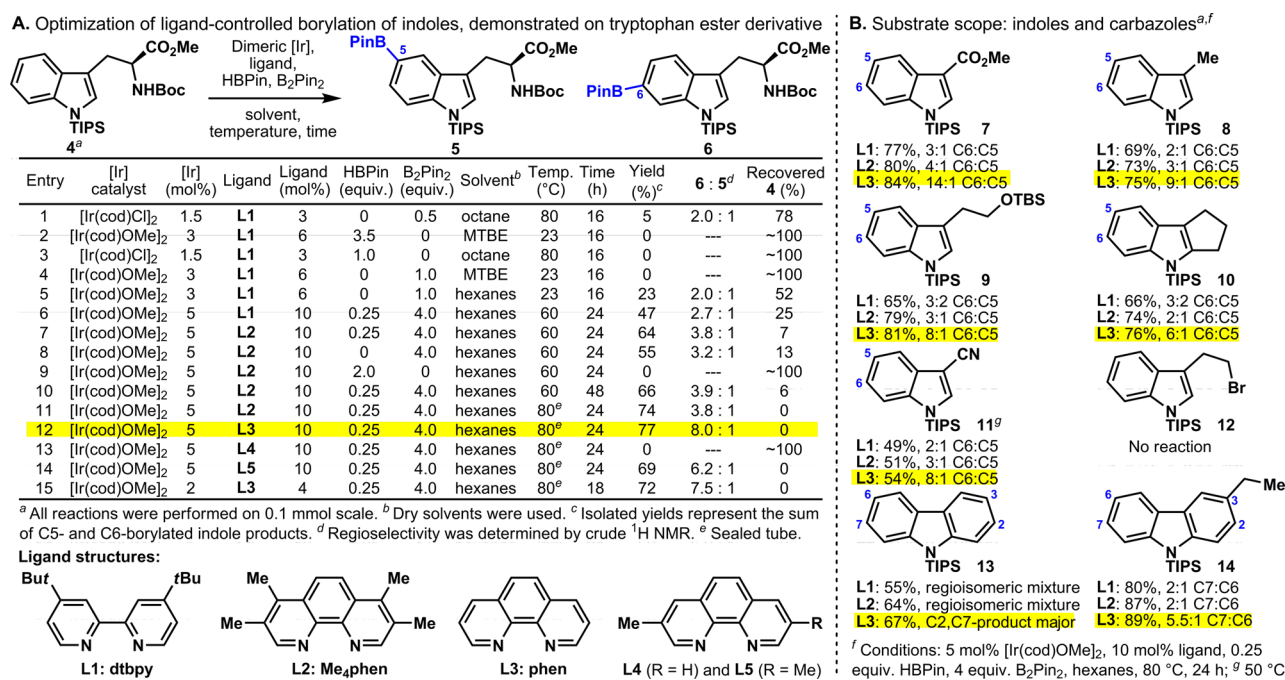 A. Optimization of ligand-controlled borylation of indoles, demonstrated on tryptophan ester derivative
CO₂Me
NHBoc
N
TIPS
4ᵃ
Dimeric [Ir],
ligand,
HBPin, B₂Pin₂
solvent,
temperature, time
PinB
5
CO₂Me
NHBoc
N
TIPS
5
PinB
6
CO₂Me
NHBoc
N
TIPS
6
Entry [Ir] catalyst [Ir] (mol%) Ligand Ligand (mol%) HBPin (equiv.) B₂Pin₂ (equiv.) Solventᵇ Temp. (°C) Time (h) Yield (%)ᶜ 6 : 5ᵈ Recovered 4 (%)
1 [Ir(cod)Cl]₂ 1.5 L1 3 0 0.5 octane 80 16 5 2.0 : 1 78
2 [Ir(cod)OMe]₂ 3 L1 6 3.5 0 MTBE 23 16 0 --- ~100
3 [Ir(cod)Cl]₂ 1.5 L1 3 1.0 0 octane 80 16 0 --- ~100
4 [Ir(cod)OMe]₂ 3 L1 6 0 1.0 MTBE 23 16 0 --- ~100
5 [Ir(cod)OMe]₂ 3 L1 6 0 1.0 hexanes 23 16 23 2.0 : 1 52
6 [Ir(cod)OMe]₂ 5 L1 10 0.25 4.0 hexanes 60 24 47 2.7 : 1 25
7 [Ir(cod)OMe]₂ 5 L2 10 0.25 4.0 hexanes 60 24 64 3.8 : 1 7
8 [Ir(cod)OMe]₂ 5 L2 10 0 4.0 hexanes 60 24 55 3.2 : 1 13
9 [Ir(cod)OMe]₂ 5 L2 10 2.0 0 hexanes 60 24 0 --- ~100
10 [Ir(cod)OMe]₂ 5 L2 10 0.25 4.0 hexanes 60 48 66 3.9 : 1 6
11 [Ir(cod)OMe]₂ 5 L2 10 0.25 4.0 hexanes 80ᵉ 24 74 3.8 : 1 0
12 [Ir(cod)OMe]₂ 5 L3 10 0.25 4.0 hexanes 80ᵉ 24 77 8.0 : 1 0
13 [Ir(cod)OMe]₂ 5 L4 10 0.25 4.0 hexanes 80ᵉ 24 0 --- ~100
14 [Ir(cod)OMe]₂ 5 L5 10 0.25 4.0 hexanes 80ᵉ 24 69 6.2 : 1 0
15 [Ir(cod)OMe]₂ 2 L3 4 0.25 4.0 hexanes 80ᵉ 18 72 7.5 : 1 0
ᵃ All reactions were performed on 0.1 mmol scale. ᵇ Dry solvents were used. ᶜ Isolated yields represent the sum
of C5- and C6-borylated indole products. ᵈ Regioselectivity was determined by crude ¹H NMR. ᵉ Sealed tube.
Ligand structures:
But
tBu
N N
L1: dtbpy
Me Me
Me Me
N N
L2: Me₄phen
N N
L3: phen
Me R
N N
L4 (R = H) and L5 (R = Me)
B. Substrate scope: indoles and carbazolesᵃ,ᶠ
5
6
CO₂Me
N
TIPS 7
L1: 77%, 3:1 C6:C5
L2: 80%, 4:1 C6:C5
L3: 84%, 14:1 C6:C5
5
6
Me
N
TIPS 8
L1: 69%, 2:1 C6:C5
L2: 73%, 3:1 C6:C5
L3: 75%, 9:1 C6:C5
5
6
OTBS
N
TIPS 9
L1: 65%, 3:2 C6:C5
L2: 79%, 3:1 C6:C5
L3: 81%, 8:1 C6:C5
5
6
N
TIPS 10
L1: 66%, 3:2 C6:C5
L2: 74%, 2:1 C6:C5
L3: 76%, 6:1 C6:C5
5
6
CN
N
TIPS 11ᵍ
L1: 49%, 2:1 C6:C5
L2: 51%, 3:1 C6:C5
L3: 54%, 8:1 C6:C5
Br
N
TIPS 12
No reaction
6 3
7 2
N
TIPS 13
L1: 55%, regioisomeric mixture
L2: 64%, regioisomeric mixture
L3: 67%, C2,C7-product major
Me
6 3
7 2
N
TIPS 14
L1: 80%, 2:1 C7:C6
L2: 87%, 2:1 C7:C6
L3: 89%, 5.5:1 C7:C6
ᶠ Conditions: 5 mol% [Ir(cod)OMe]₂, 10 mol% ligand, 0.25
equiv. HBPin, 4 equiv. B₂Pin₂, hexanes, 80 °C, 24 h; ᵍ 50 °C